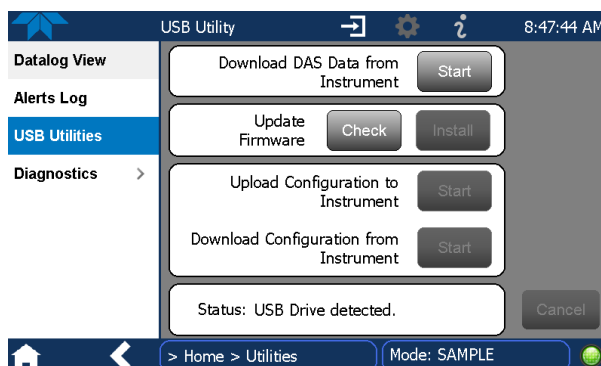 USB Utility
8:47:44 AM
Datalog View
Alerts Log
USB Utilities
Diagnostics >
Download DAS Data from
Instrument
Start
Update
Firmware
Check
Install
Upload Configuration to
Instrument
Start
Download Configuration from
Instrument
Start
Status: USB Drive detected.
Cancel
> Home > Utilities
Mode: SAMPLE